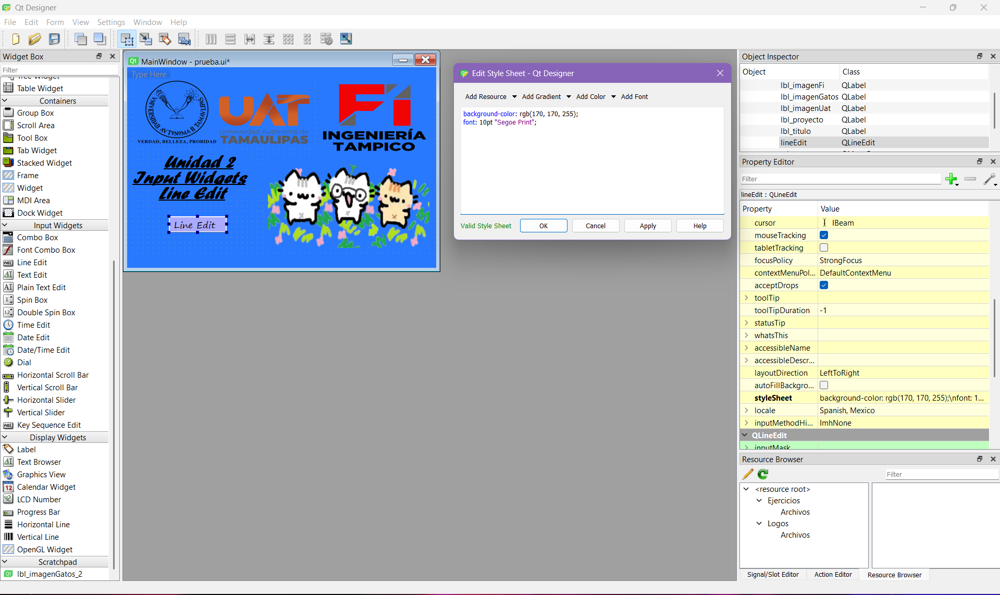 Qt Designer
File Edit Form View Settings Window Help
Widget Box
Filter
Table Widget
Containers
Group Box
Scroll Area
Tool Box
Tab Widget
Stacked Widget
Frame
Widget
MDI Area
Dock Widget
Input Widgets
Combo Box
Font Combo Box
Line Edit
Text Edit
Plain Text Edit
Spin Box
Double Spin Box
Time Edit
Date Edit
Date/Time Edit
Dial
Horizontal Scroll Bar
Vertical Scroll Bar
Horizontal Slider
Vertical Slider
Key Sequence Edit
Display Widgets
Label
Text Browser
Graphics View
Calendar Widget
LCD Number
Progress Bar
Horizontal Line
Vertical Line
OpenGL Widget
Scratchpad
lbl_imagenGatos_2
MainWindow - prueba.ui*
Type Here
VERDAD, BELLEZA, PROBIDAD
UAT
Universidad Autónoma de
TAMAULIPAS
Fi
INGENIERÍA
TAMPICO
Unidad 2
Input Widgets
Line Edit
Line Edit
Edit Style Sheet - Qt Designer
Add Resource Add Gradient Add Color Add Font
background-color: rgb(170, 170, 255);
font: 10pt "Segoe Print";
Valid Style Sheet OK Cancel Apply Help
Object Inspector
Object Class
lbl_imagenFi QLabel
lbl_imagenGatos QLabel
lbl_imagenUat QLabel
lbl_proyecto QLabel
lbl_titulo QLabel
lineEdit QLineEdit
Property Editor
Filter
lineEdit : QLineEdit
Property Value
cursor IBeam
mouseTracking
tabletTracking
focusPolicy StrongFocus
contextMenuPol... DefaultContextMenu
acceptDrops
toolTip
toolTipDuration -1
statusTip
whatsThis
accessibleName
accessibleDescr...
layoutDirection LeftToRight
autoFillBackgro...
styleSheet background-color: rgb(170, 170, 255);\nfont: 1...
locale Spanish, Mexico
inputMethodHi... ImhNone
QLineEdit
inputMask
Resource Browser
Filter
<resource root>
Ejercicios
Archivos
Logos
Archivos
Signal/Slot Editor Action Editor Resource Browser